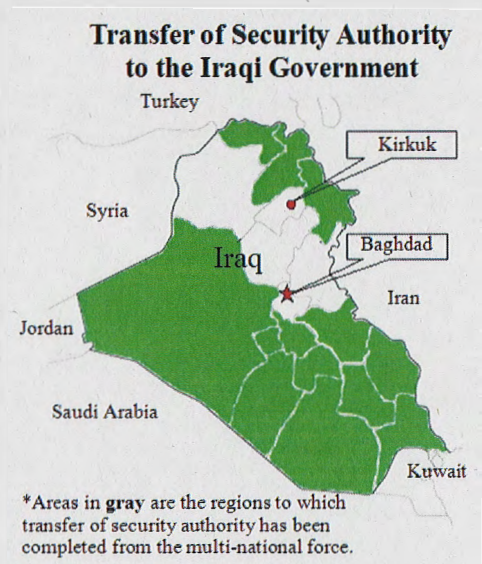 Transfer of Security Authority
to the Iraqi Government
Turkey
Kirkuk
Syria
Baghdad
Iraq
Iran
Jordan
Saudi Arabia
Kuwait
*Areas in gray are the regions to which
transfer of security authority has been
completed from the multi-national force.